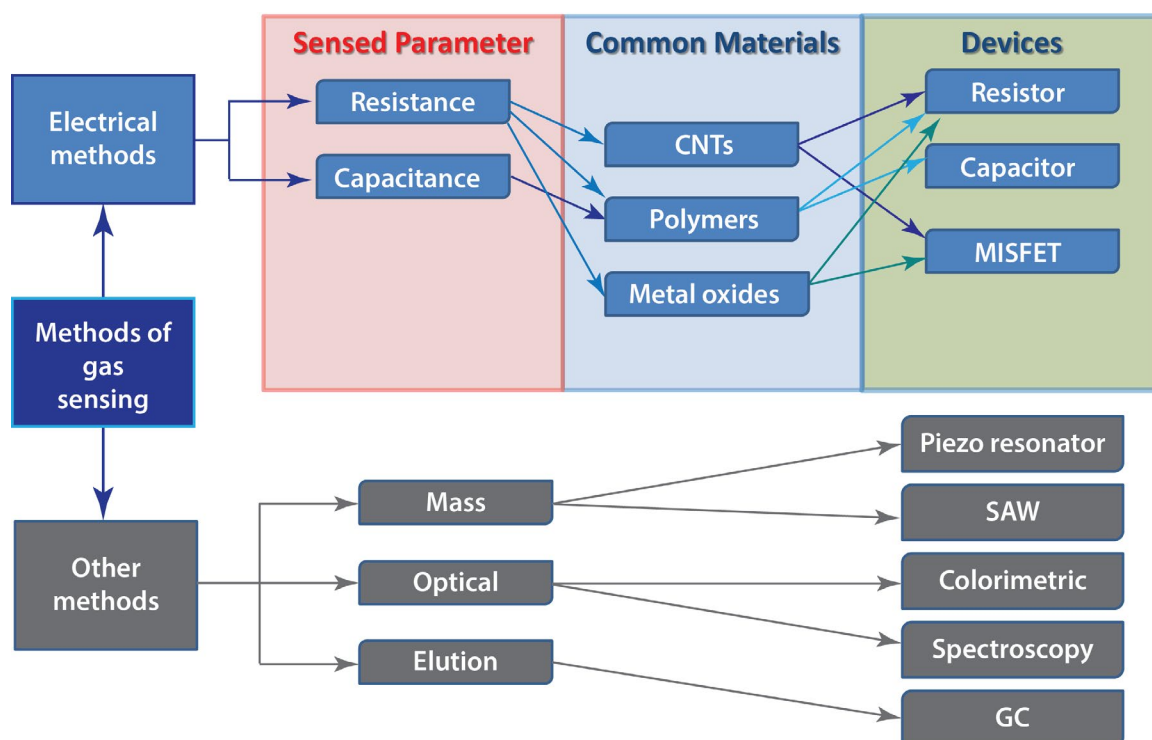 Sensed Parameter
Common Materials
Devices
Electrical
methods
Resistance
Capacitance
CNTs
Polymers
Metal oxides
Resistor
Capacitor
MISFET
Methods of
gas
sensing
Other
methods
Mass
Optical
Elution
Piezo resonator
SAW
Colorimetric
Spectroscopy
GC